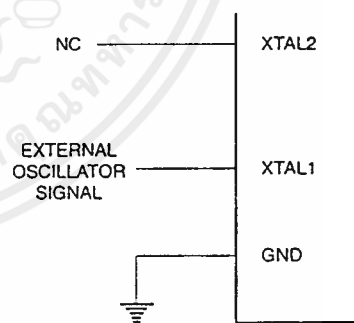 NC
XTAL2
EXTERNAL
OSCILLATOR
SIGNAL
XTAL1
GND